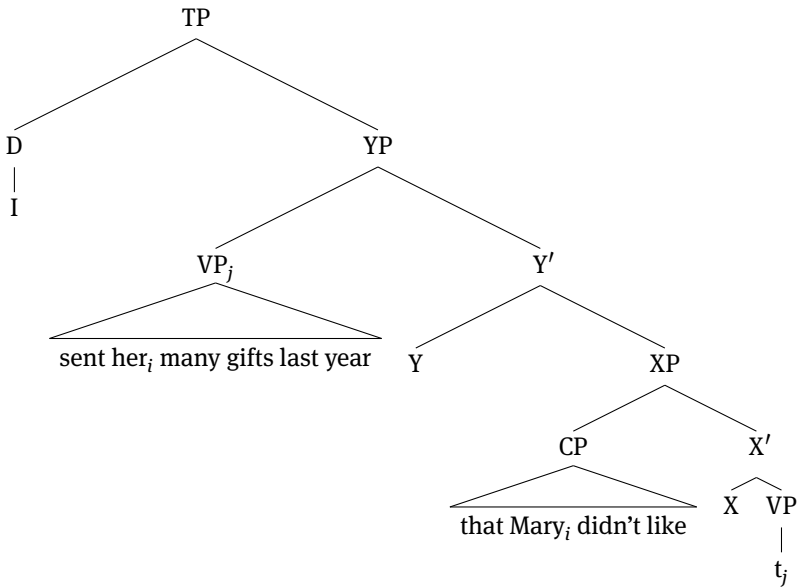 TP
D YP
I
VPj Y′
sent heri many gifts last year Y XP
CP X′
that Maryi didn't like X VP
tj